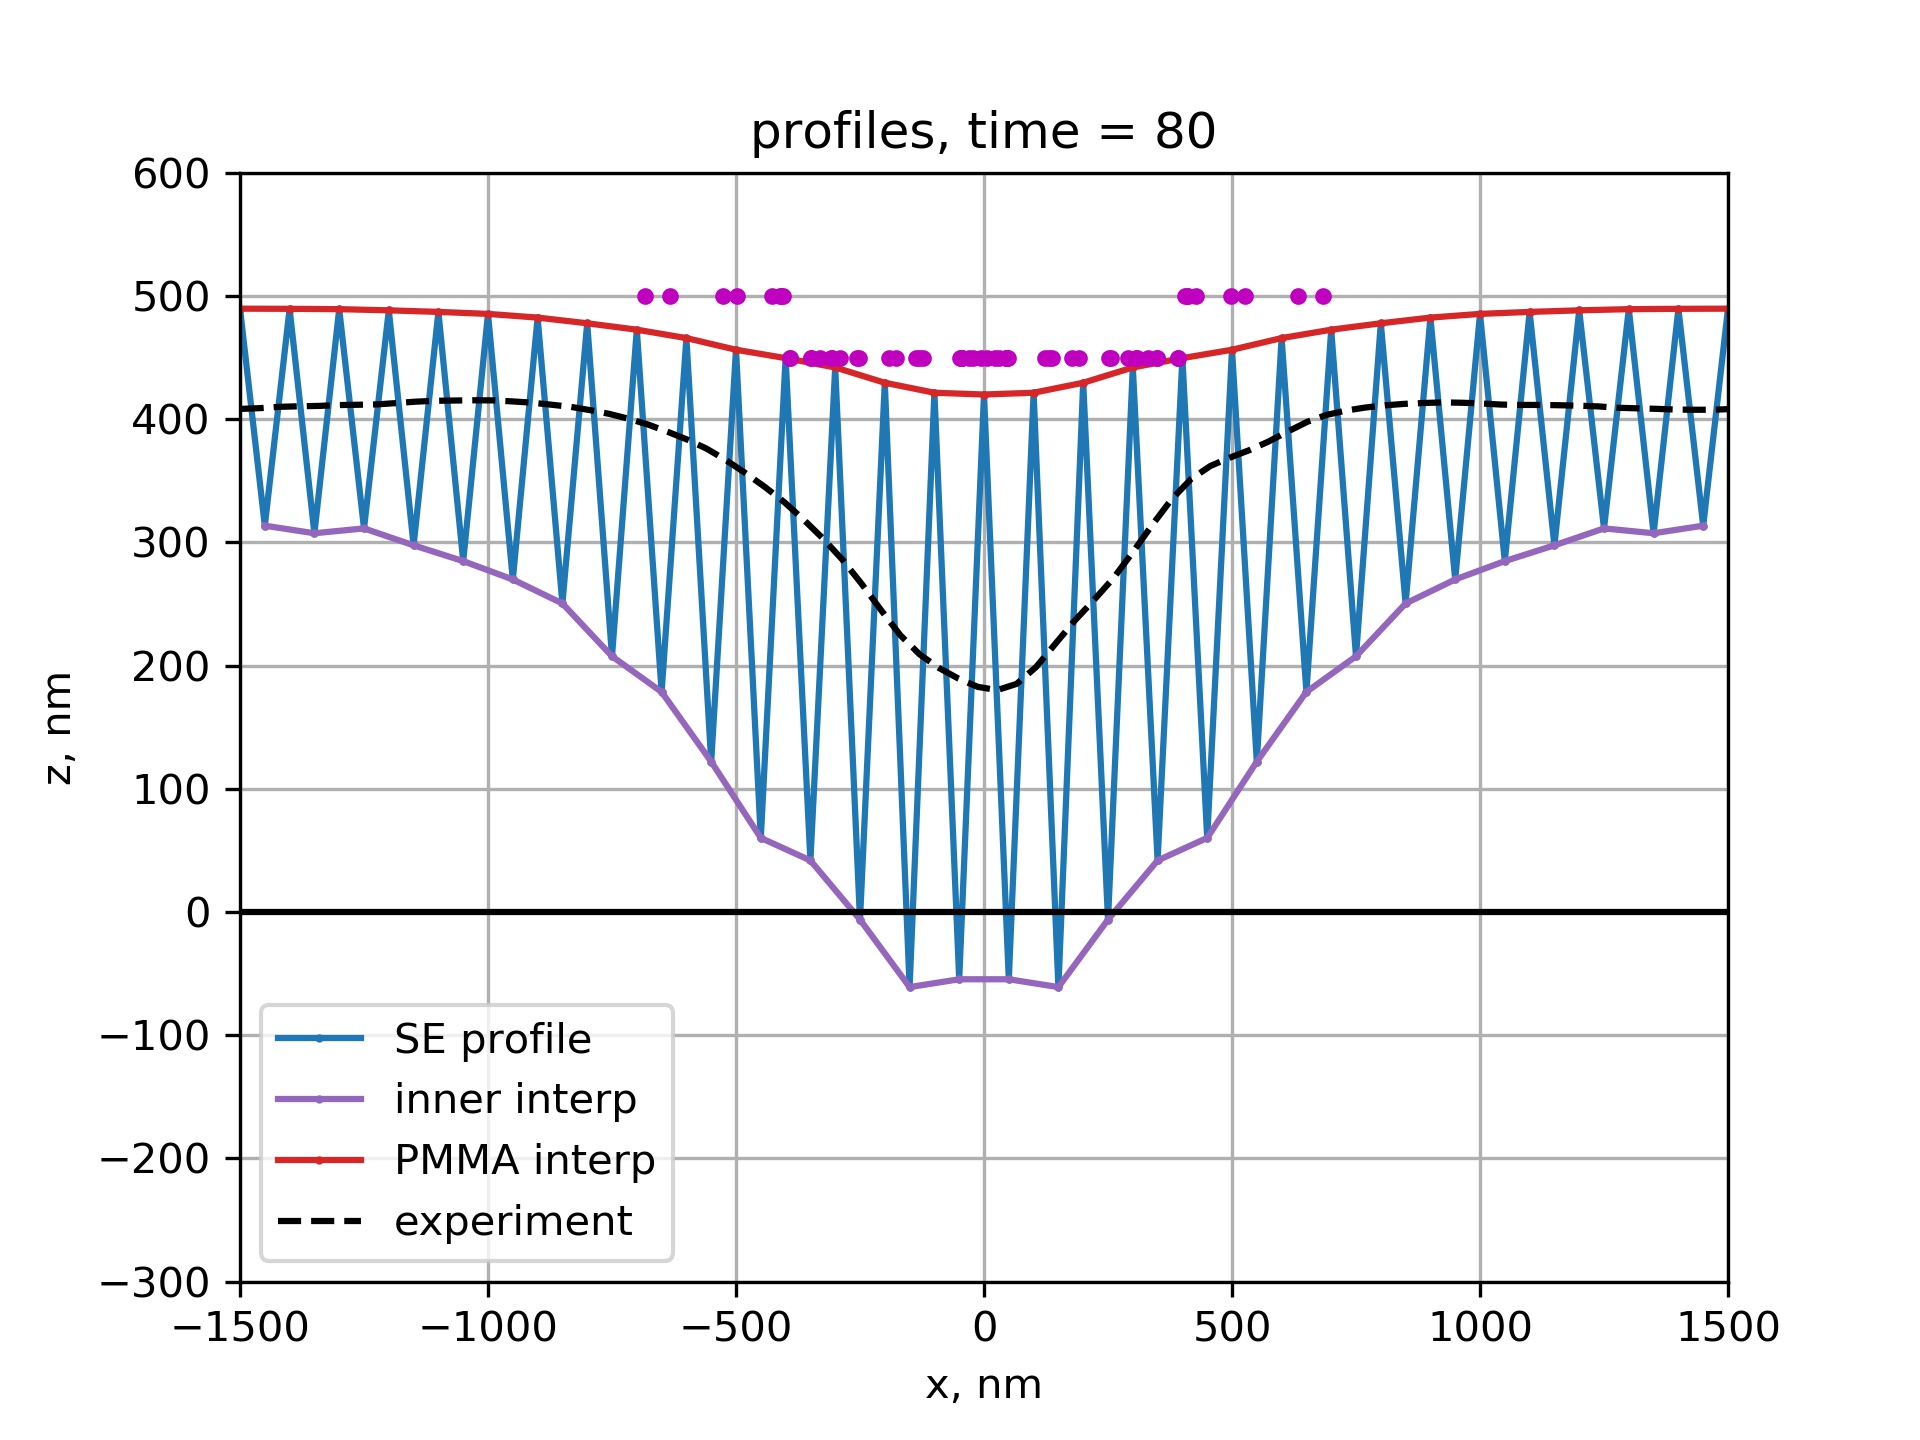 profiles, time = 80
600
500
400
300
200
100
0
−100
−200
−300
z, nm
SE profile
inner interp
PMMA interp
experiment
−1500 −1000 −500 0 500 1000 1500
x, nm